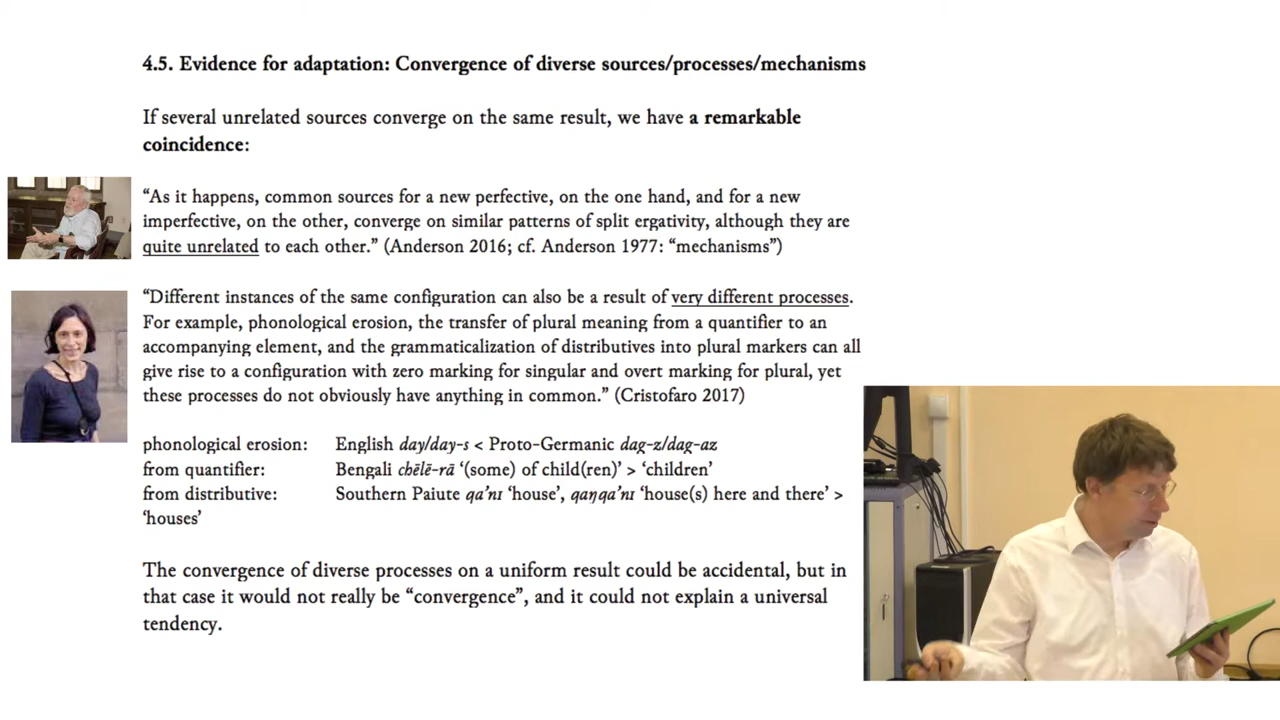 4.5. Evidence for adaptation: Convergence of diverse sources/processes/mechanisms
If several unrelated sources converge on the same result, we have a remarkable
coincidence:
“As it happens, common sources for a new perfective, on the one hand, and for a new
imperfective, on the other, converge on similar patterns of split ergativity, although they are
quite unrelated to each other.” (Anderson 2016; cf. Anderson 1977: “mechanisms”)
“Different instances of the same configuration can also be a result of very different processes.
For example, phonological erosion, the transfer of plural meaning from a quantifier to an
accompanying element, and the grammaticalization of distributives into plural markers can all
give rise to a configuration with zero marking for singular and overt marking for plural, yet
these processes do not obviously have anything in common.” (Cristofaro 2017)
phonological erosion: English day/day-s < Proto-Germanic dag-z/dag-az
from quantifier: Bengali chēlē-rā ‘(some) of child(ren)’ > ‘children’
from distributive: Southern Paiute qa’nɪ ‘house’, qaŋqa’nɪ ‘house(s) here and there’ >
‘houses’
The convergence of diverse processes on a uniform result could be accidental, but in
that case it would not really be “convergence”, and it could not explain a universal
tendency.